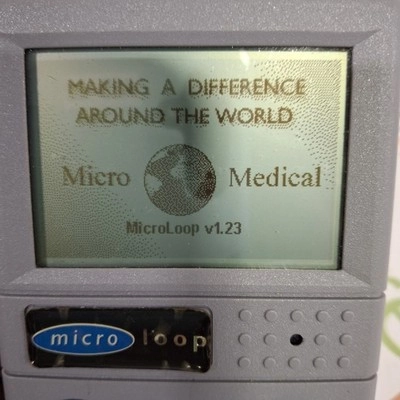 MAKING A DIFFERENCE
AROUND THE WORLD
Micro Medical
MicroLoop v1.23
micro loop